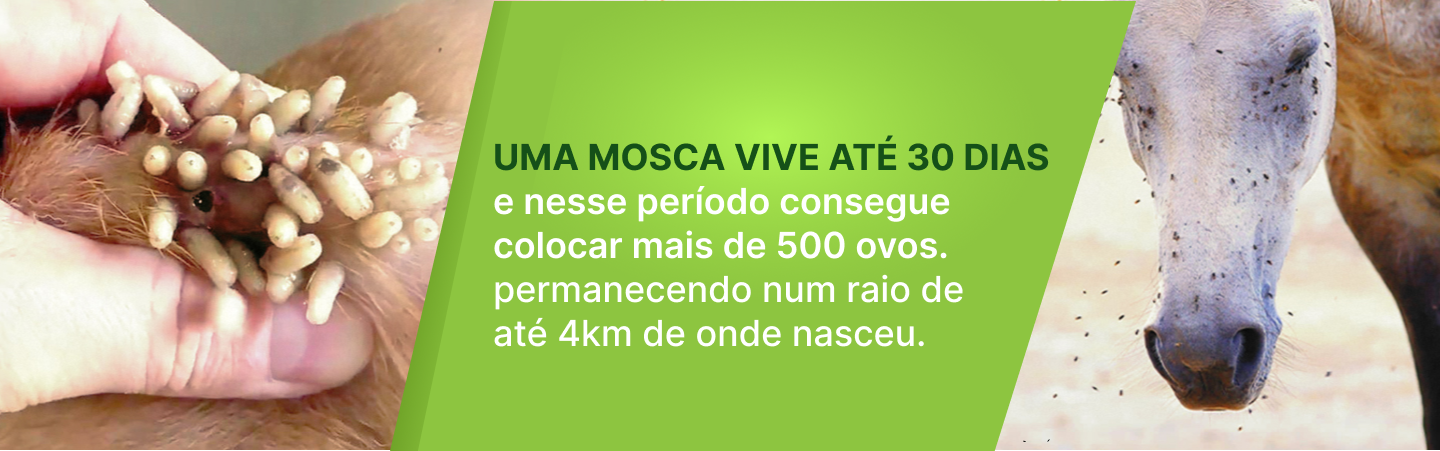 UMA MOSCA VIVE ATÉ 30 DIAS
e nesse período consegue
colocar mais de 500 ovos.
permanecendo num raio de
até 4km de onde nasceu.